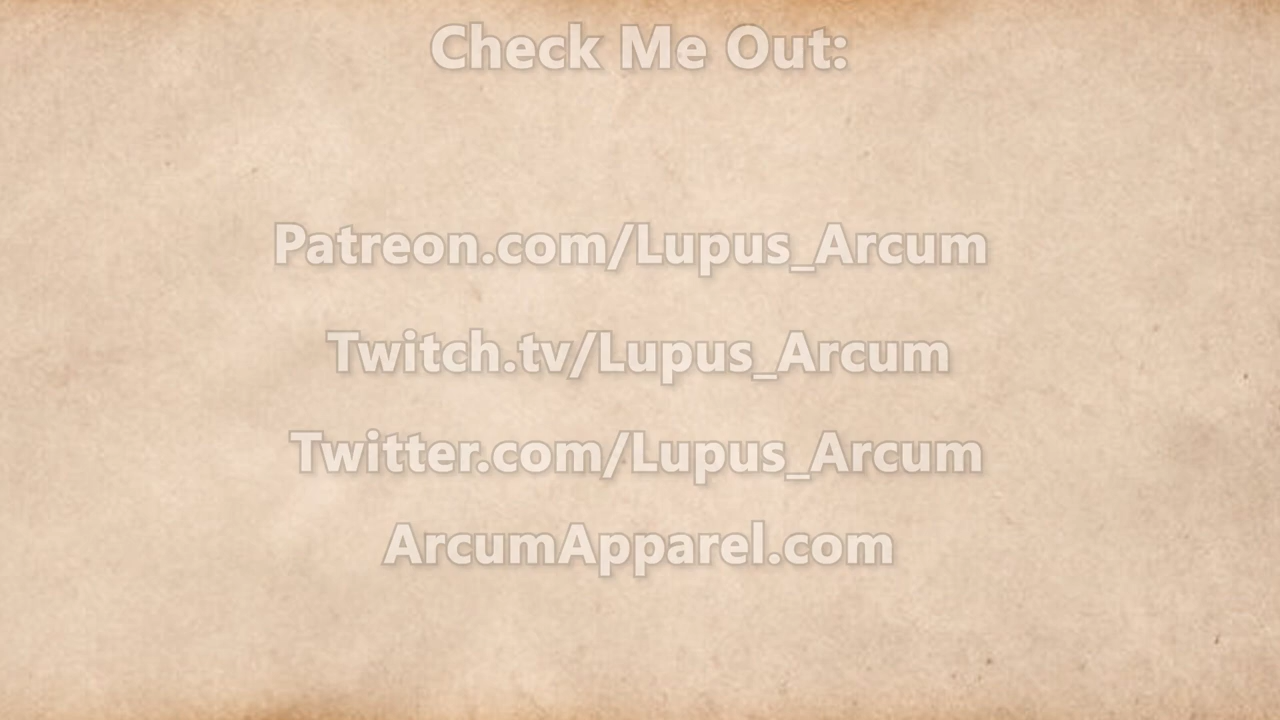 Check Me Out:
Patreon.com/Lupus_Arcum
Twitch.tv/Lupus_Arcum
Twitter.com/Lupus_Arcum
ArcumApparel.com